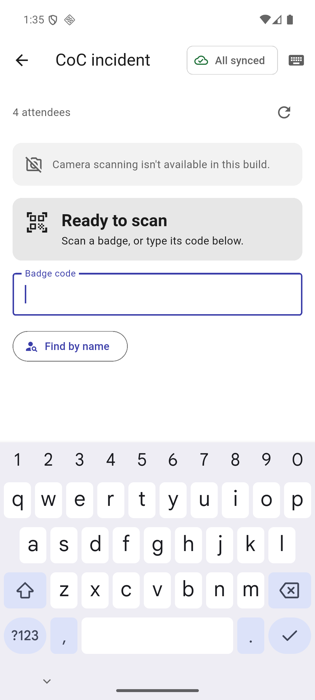 1:35
CoC incident
All synced
4 attendees
Camera scanning isn't available in this build.
Ready to scan
Scan a badge, or type its code below.
Badge code
Find by name
1 2 3 4 5 6 7 8 9 0
q w e r t y u i o p
a s d f g h j k l
z x c v b n m
?123 , .